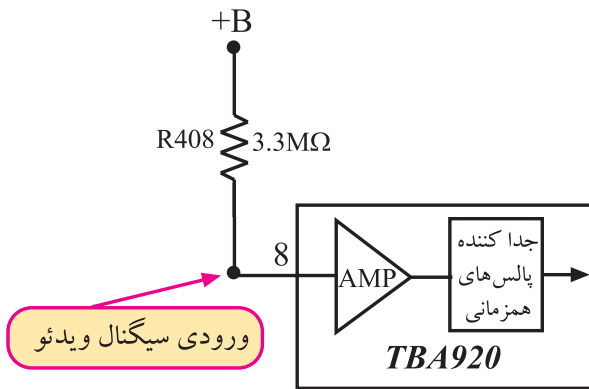 +B
R408 3.3MΩ
8
AMP
جدا کننده
پالس‌های
همزمانی
ورودی سیگنال ویدئو
TBA920